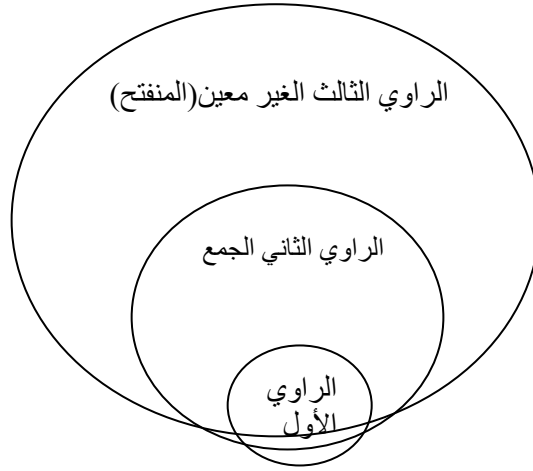 الراوي الثالث الغير معين(المنفتح)
الراوي الثاني الجمع
الراوي
الأول